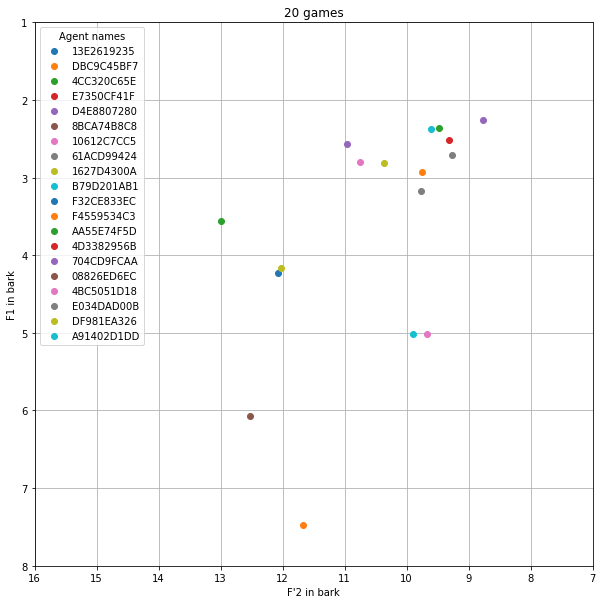 20 games
1
Agent names
13E2619235
DBC9C45BF7
4CC320C65E
E7350CF41F
D4E8807280
8BCA74B8C8
10612C7CC5
61ACD99424
1627D4300A
B79D201AB1
F32CE833EC
F4559534C3
AA55E74F5D
4D3382956B
704CD9FCAA
08826ED6EC
4BC5051D18
E034DAD00B
DF981EA326
A91402D1DD
2
3
4
5
6
7
8
F1 in bark
16 15 14 13 12 11 10 9 8 7
F'2 in bark